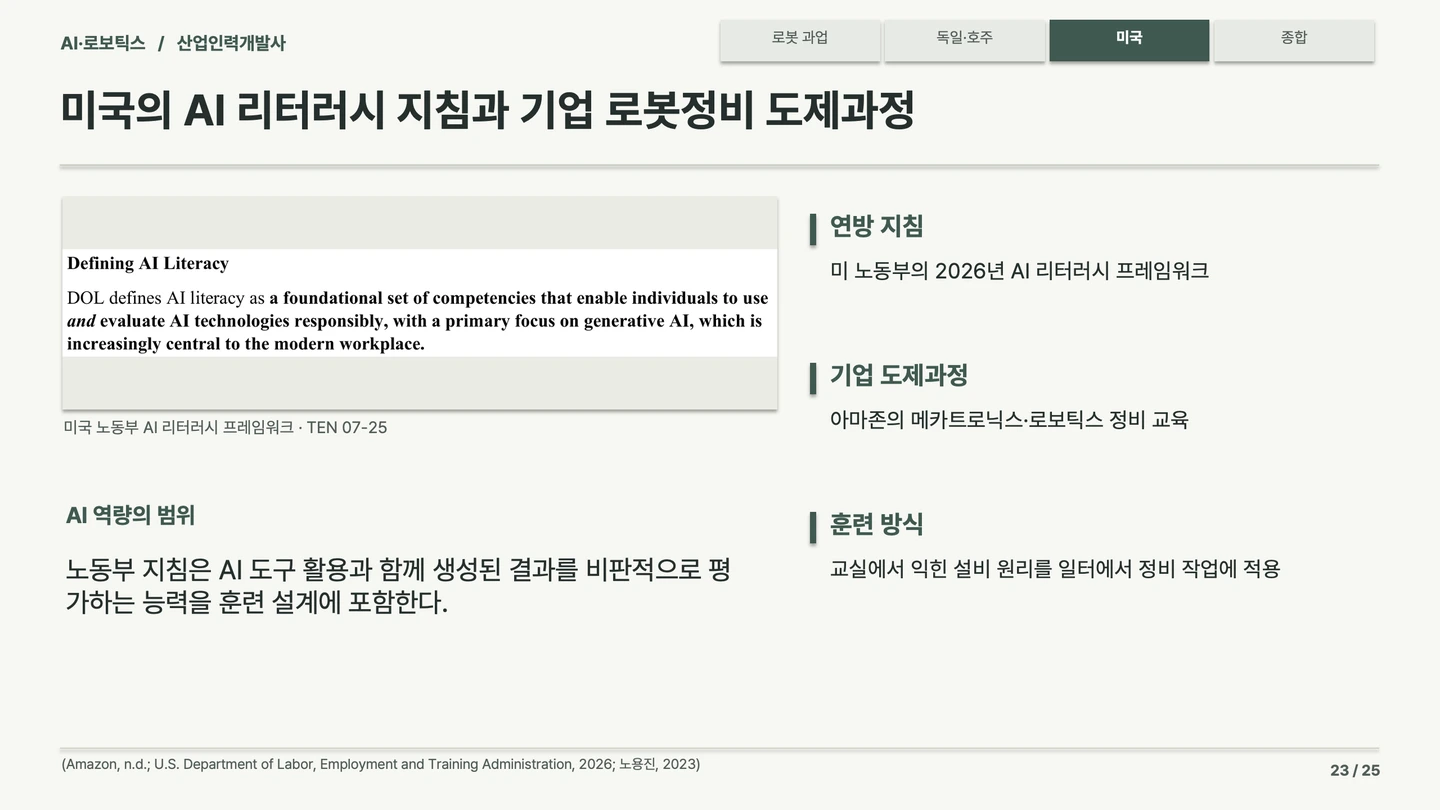 AI·로보틱스 / 산업인력개발사
로봇 과업
독일·호주
미국
종합
미국의 AI 리터러시 지침과 기업 로봇정비 도제과정
Defining AI Literacy
DOL defines AI literacy as a foundational set of competencies that enable individuals to use
and evaluate AI technologies responsibly, with a primary focus on generative AI, which is
increasingly central to the modern workplace.
미국 노동부 AI 리터러시 프레임워크 · TEN 07-25
AI 역량의 범위
노동부 지침은 AI 도구 활용과 함께 생성된 결과를 비판적으로 평
가하는 능력을 훈련 설계에 포함한다.
연방 지침
미 노동부의 2026년 AI 리터러시 프레임워크
기업 도제과정
아마존의 메카트로닉스·로보틱스 정비 교육
훈련 방식
교실에서 익힌 설비 원리를 일터에서 정비 작업에 적용
(Amazon, n.d.; U.S. Department of Labor, Employment and Training Administration, 2026; 노용진, 2023)
23 / 25